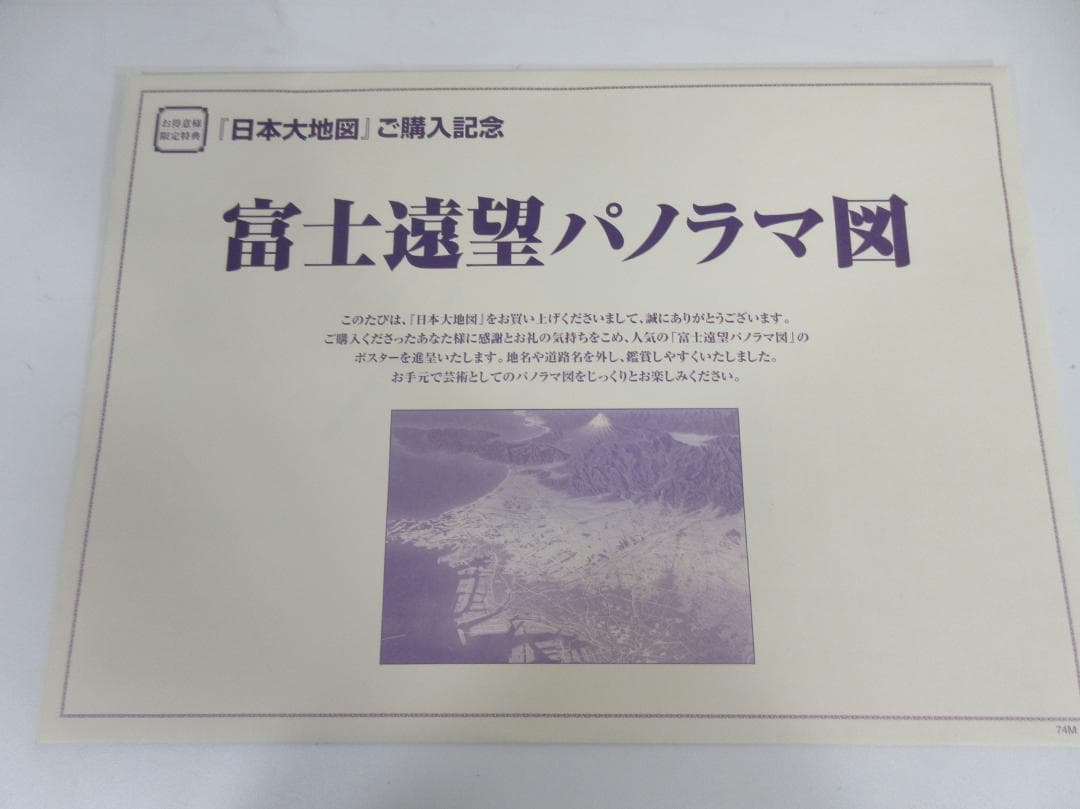 お得意様
限定特典
『日本大地図』ご購入記念
富士遠望パノラマ図
このたびは、『日本大地図』をお買い上げくださいまして、誠にありがとうございます。
ご購入くださったあなた様に感謝とお礼の気持ちをこめ、人気の「富士遠望パノラマ図」の
ポスターを進呈いたします。地名や道路名を外し、鑑賞しやすくいたしました。
お手元で芸術としてのパノラマ図をじっくりとお楽しみください。
74M